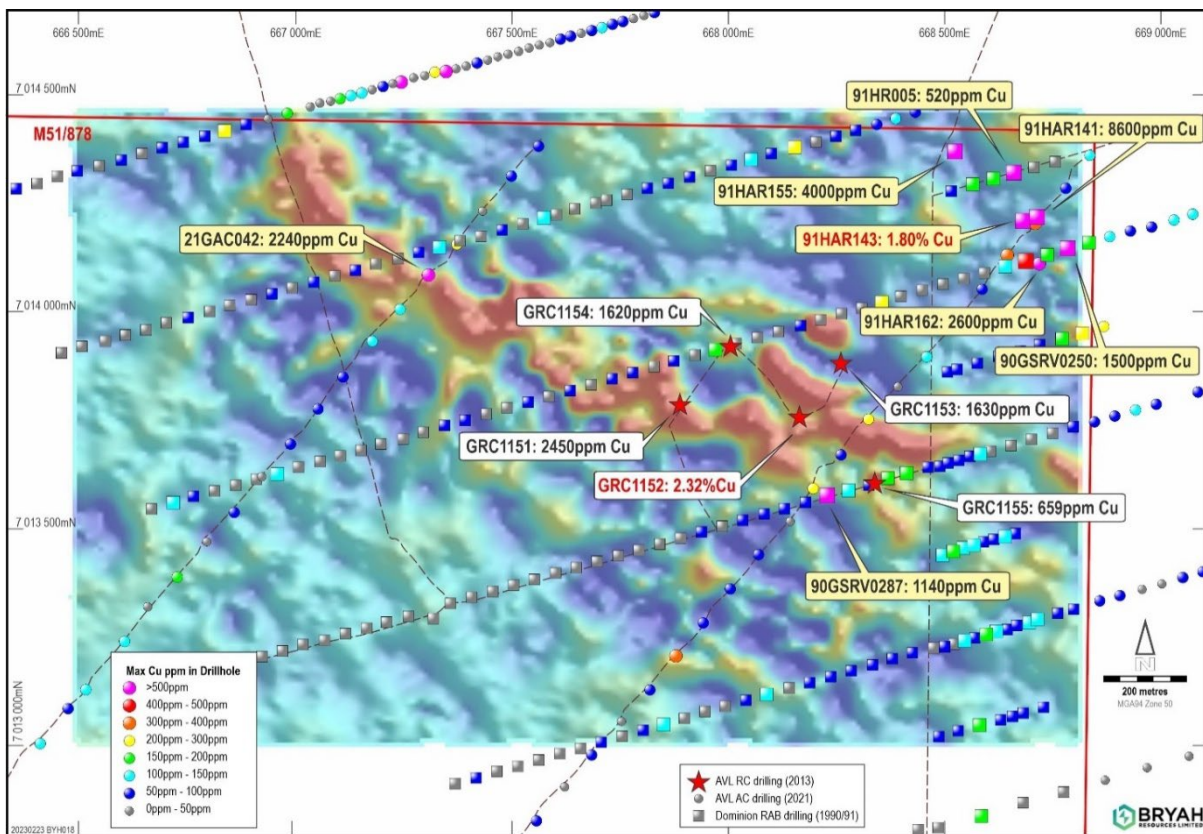 666 500mE
667 000mE
667 500mE
668 000mE
668 500mE
669 000mE
7 014 500mN
M51/878
91HR005: 520ppm Cu
91HAR141: 8600ppm Cu
91HAR155: 4000ppm Cu
21GAC042: 2240ppm Cu
91HAR143: 1.80% Cu
7 014 000mN
GRC1154: 1620ppm Cu
91HAR162: 2600ppm Cu
90GSRV0250: 1500ppm Cu
GRC1153: 1630ppm Cu
GRC1151: 2450ppm Cu
GRC1152: 2.32%Cu
GRC1155: 659ppm Cu
7 013 500mN
90GSRV0287: 1140ppm Cu
7 013 000mN
Max Cu ppm in Drillhole
>500ppm
400ppm - 500ppm
300ppm - 400ppm
200ppm - 300ppm
150ppm - 200ppm
100ppm - 150ppm
50ppm - 100ppm
0ppm - 50ppm
N
200 metres
MGA94 Zone 50
AVL RC drilling (2013)
AVL AC drilling (2021)
Dominion RAB drilling (1990/91)
20230223 BYH018
BRYAH
RESOURCES LIMITED